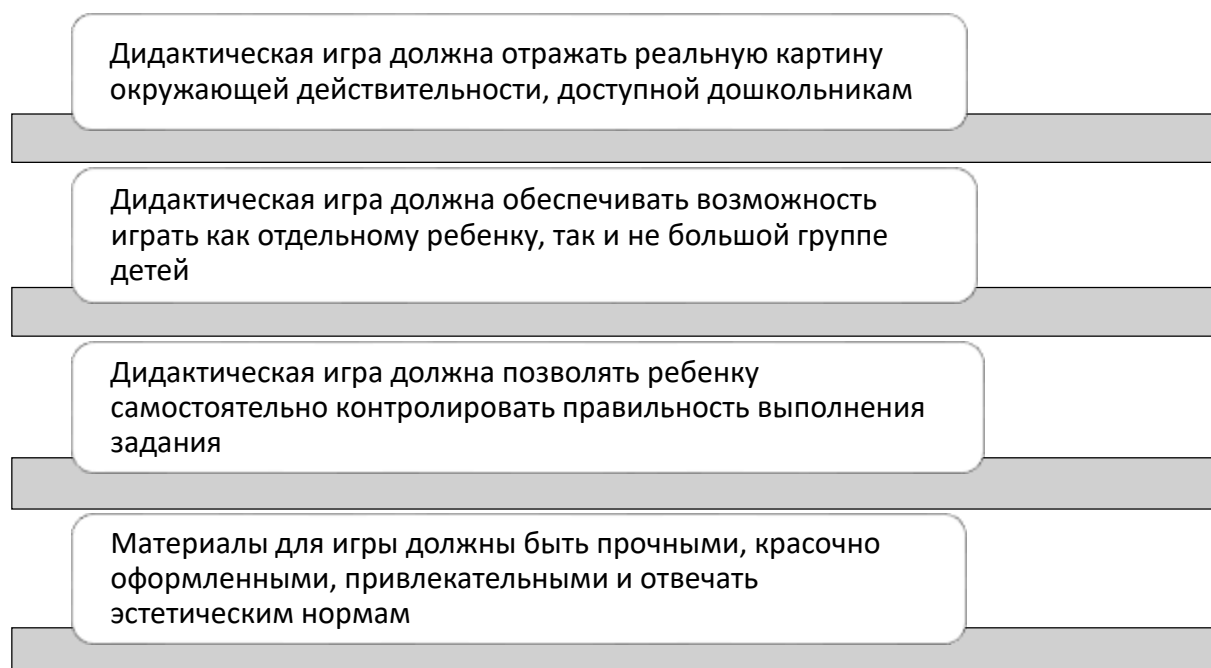 Дидактическая игра должна отражать реальную картину
окружающей действительности, доступной дошкольникам
Дидактическая игра должна обеспечивать возможность
играть как отдельному ребенку, так и не большой группе
детей
Дидактическая игра должна позволять ребенку
самостоятельно контролировать правильность выполнения
задания
Материалы для игры должны быть прочными, красочно
оформленными, привлекательными и отвечать
эстетическим нормам